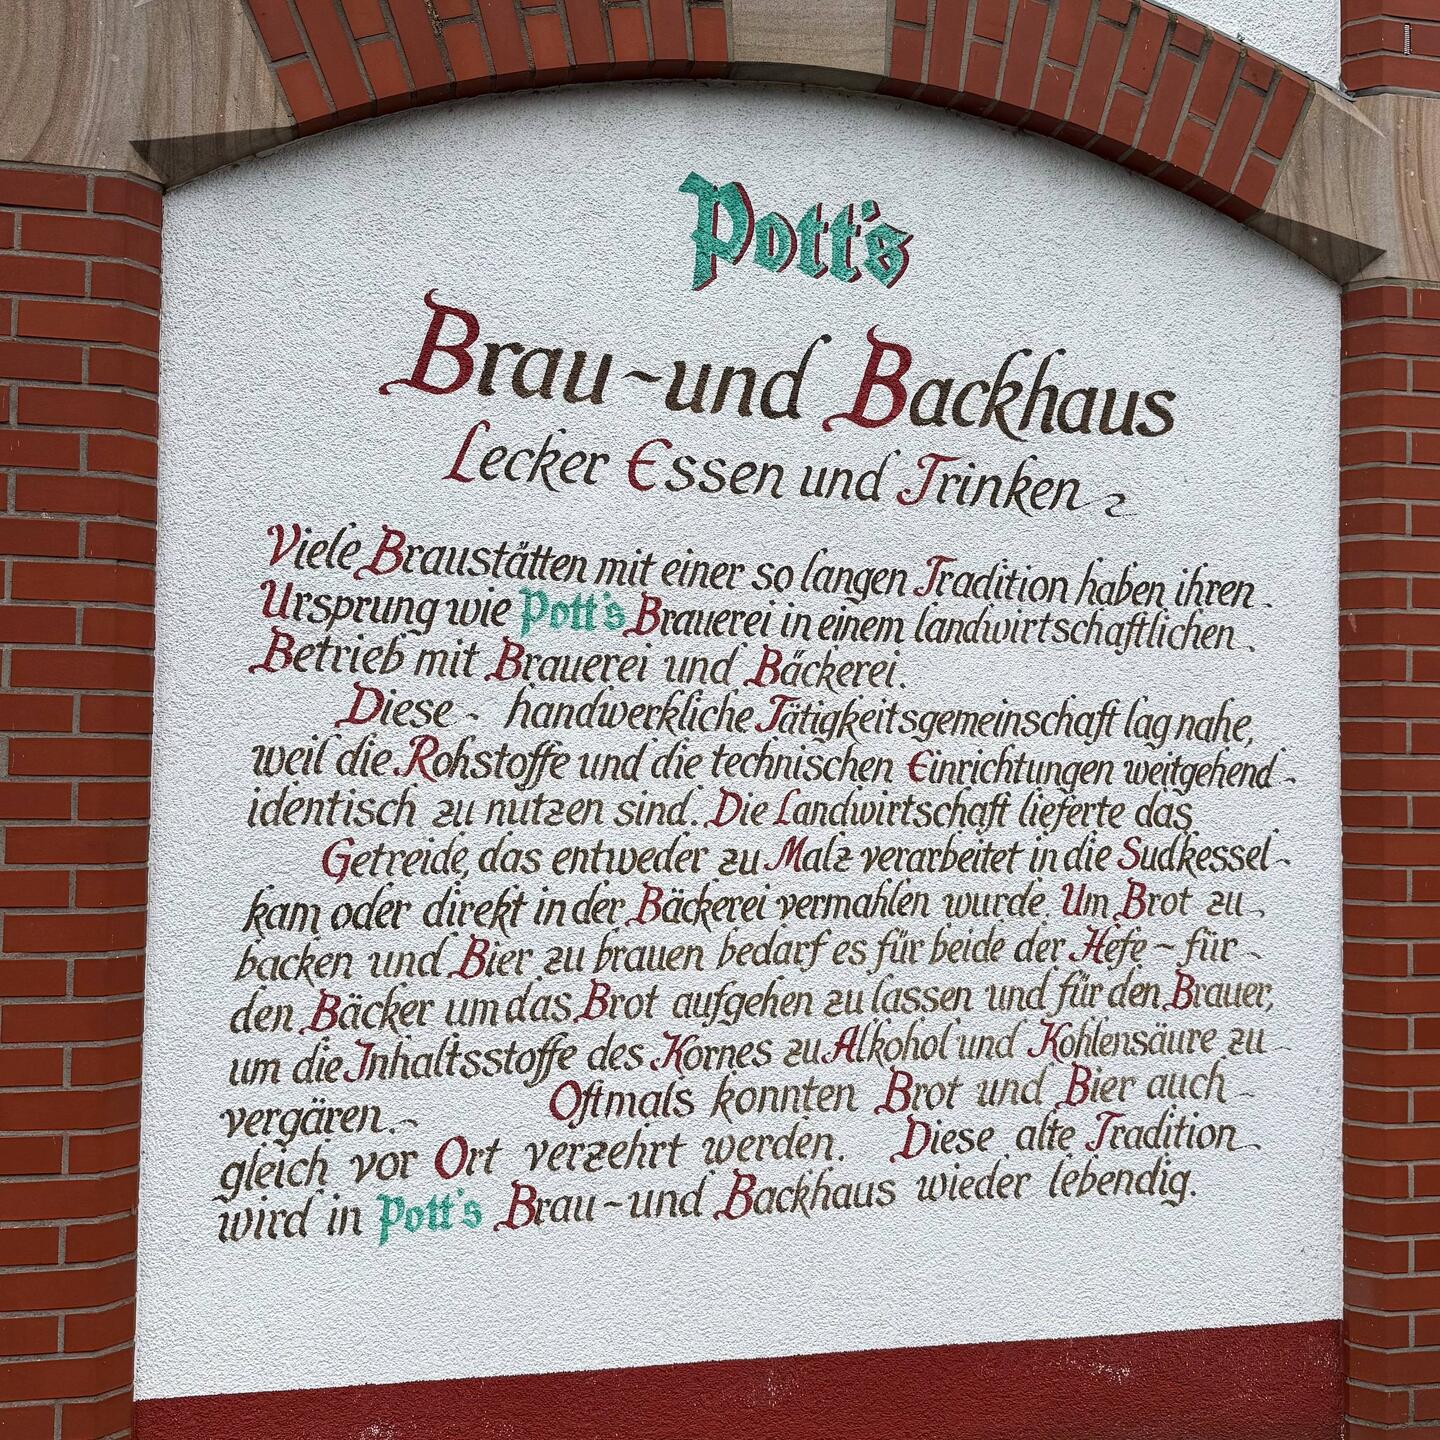 Pott's
Brau-und Backhaus
Lecker Essen und Trinken
Viele Braustätten mit einer so langen Tradition haben ihren
Ursprung wie Pott's Brauerei in einem landwirtschaftlichen
Betrieb mit Brauerei und Bäckerei.
Diese - handwerkliche Tätigkeitsgemeinschaft lag nahe,
weil die Rohstoffe und die technischen Einrichtungen weitgehend
identisch zu nutzen sind. Die Landwirtschaft lieferte das
Getreide, das entweder zu Malz verarbeitet in die Sudkessel
kam oder direkt in der Bäckerei vermahlen wurde. Um Brot zu
backen und Bier zu brauen bedarf es für beide der Hefe - für
den Bäcker um das Brot aufgehen zu lassen und für den Brauer,
um die Inhaltsstoffe des Kornes zu Alkohol und Kohlensäure zu
vergären. Oftmals konnten Brot und Bier auch
gleich vor Ort verzehrt werden. Diese alte Tradition
wird in Pott's Brau-und Backhaus wieder lebendig.